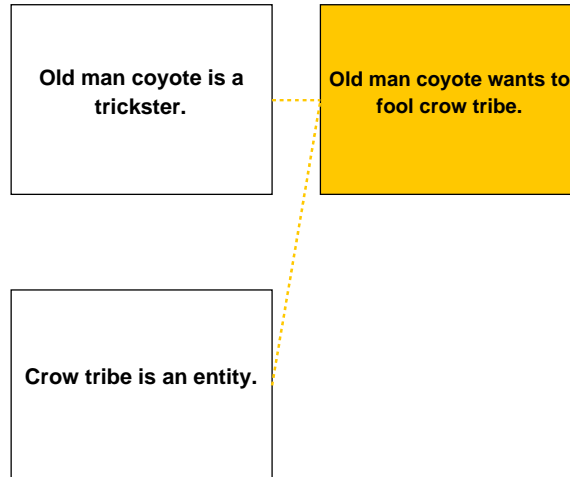 Old man coyote is a
trickster.
Old man coyote wants to
fool crow tribe.
Crow tribe is an entity.